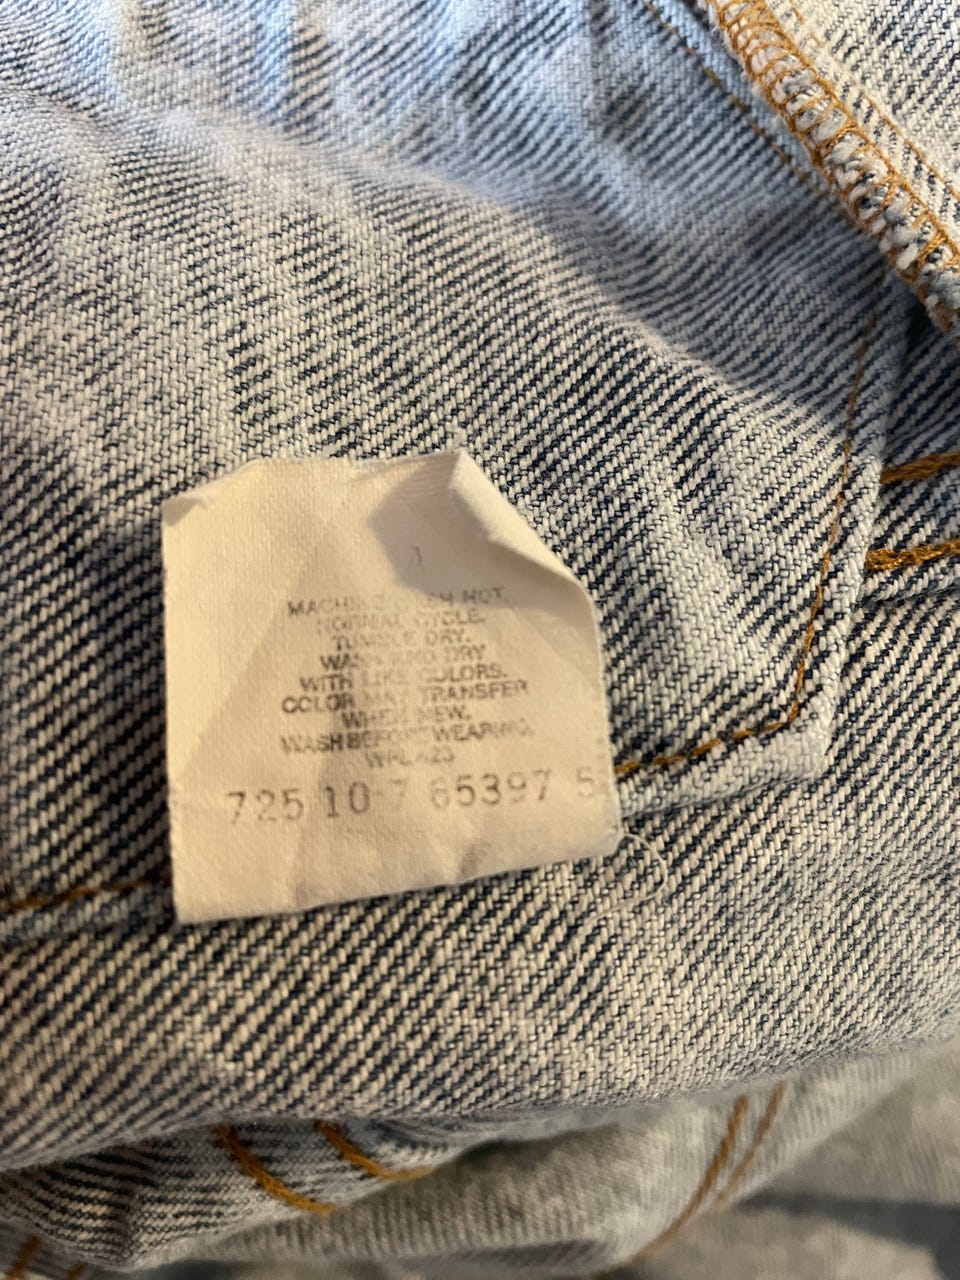 MACHINE WASH HOT,
NORMAL CYCLE.
TUMBLE DRY.
WASH AND DRY
WITH LIKE COLORS.
COLOR MAY TRANSFER
WHEN NEW.
WASH BEFORE WEARING.
725 10 7 65397 5